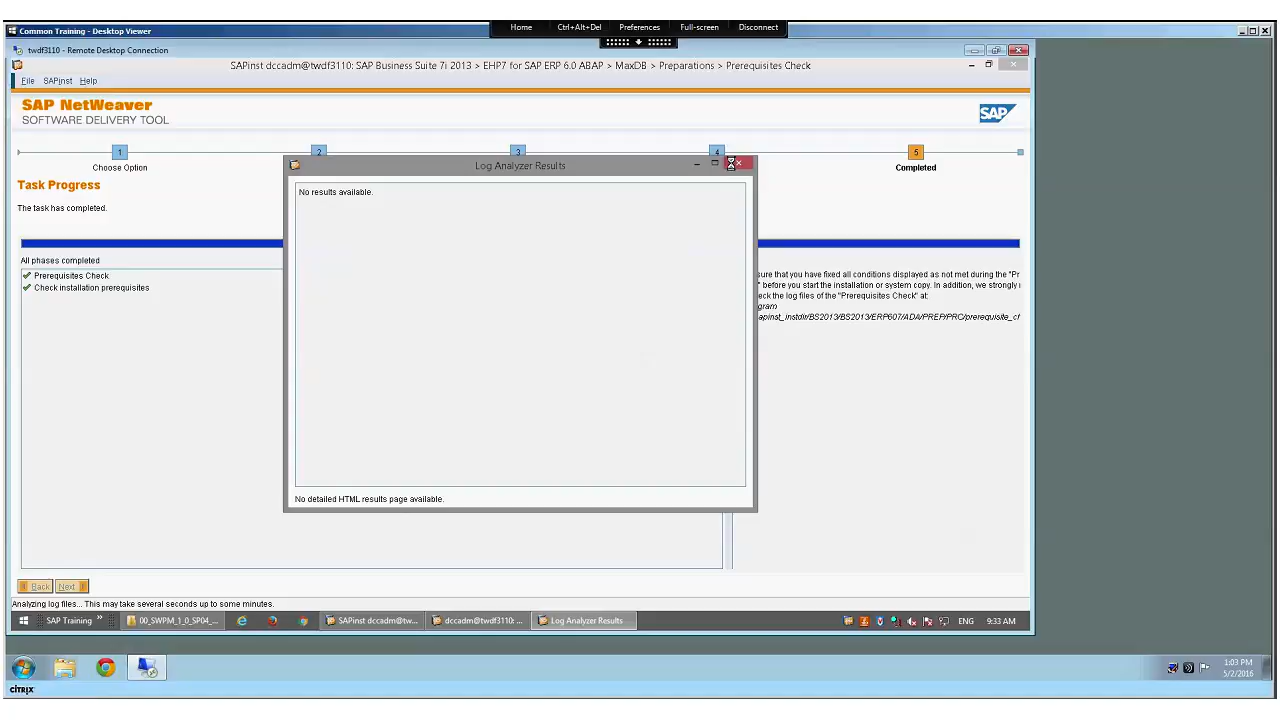 Home Ctrl+Alt+Del Preferences Full-screen Disconnect
Common Training - Desktop Viewer
twdf3110 - Remote Desktop Connection
SAPinst dccadm@twdf3110: SAP Business Suite 7i 2013 > EHP7 for SAP ERP 6.0 ABAP > MaxDB > Preparations > Prerequisites Check
File SAPinst Help
SAP NetWeaver
SOFTWARE DELIVERY TOOL
SAP
1 2 3 4 5
Choose Option Completed
Log Analyzer Results
Task Progress
No results available.
The task has completed.
All phases completed
Prerequisites Check
Check installation prerequisites
sure that you have fixed all conditions displayed as not met during the "Pr
" before you start the installation or system copy. In addition, we strongly
eck the log files of the "Prerequisites Check" at:
gram
apinst_instdir/BS2013/BS2013/ERP607/ADA/PREP/PRC/prerequisite_ch
No detailed HTML results page available.
Back Next
Analyzing log files... This may take several seconds up to some minutes.
SAP Training » 00_SWPM_1_0_SP04_... SAPinst dccadm@tw... dccadm@twdf3110: ... Log Analyzer Results ENG 9:33 AM
1:03 PM
5/2/2016
CITRIX